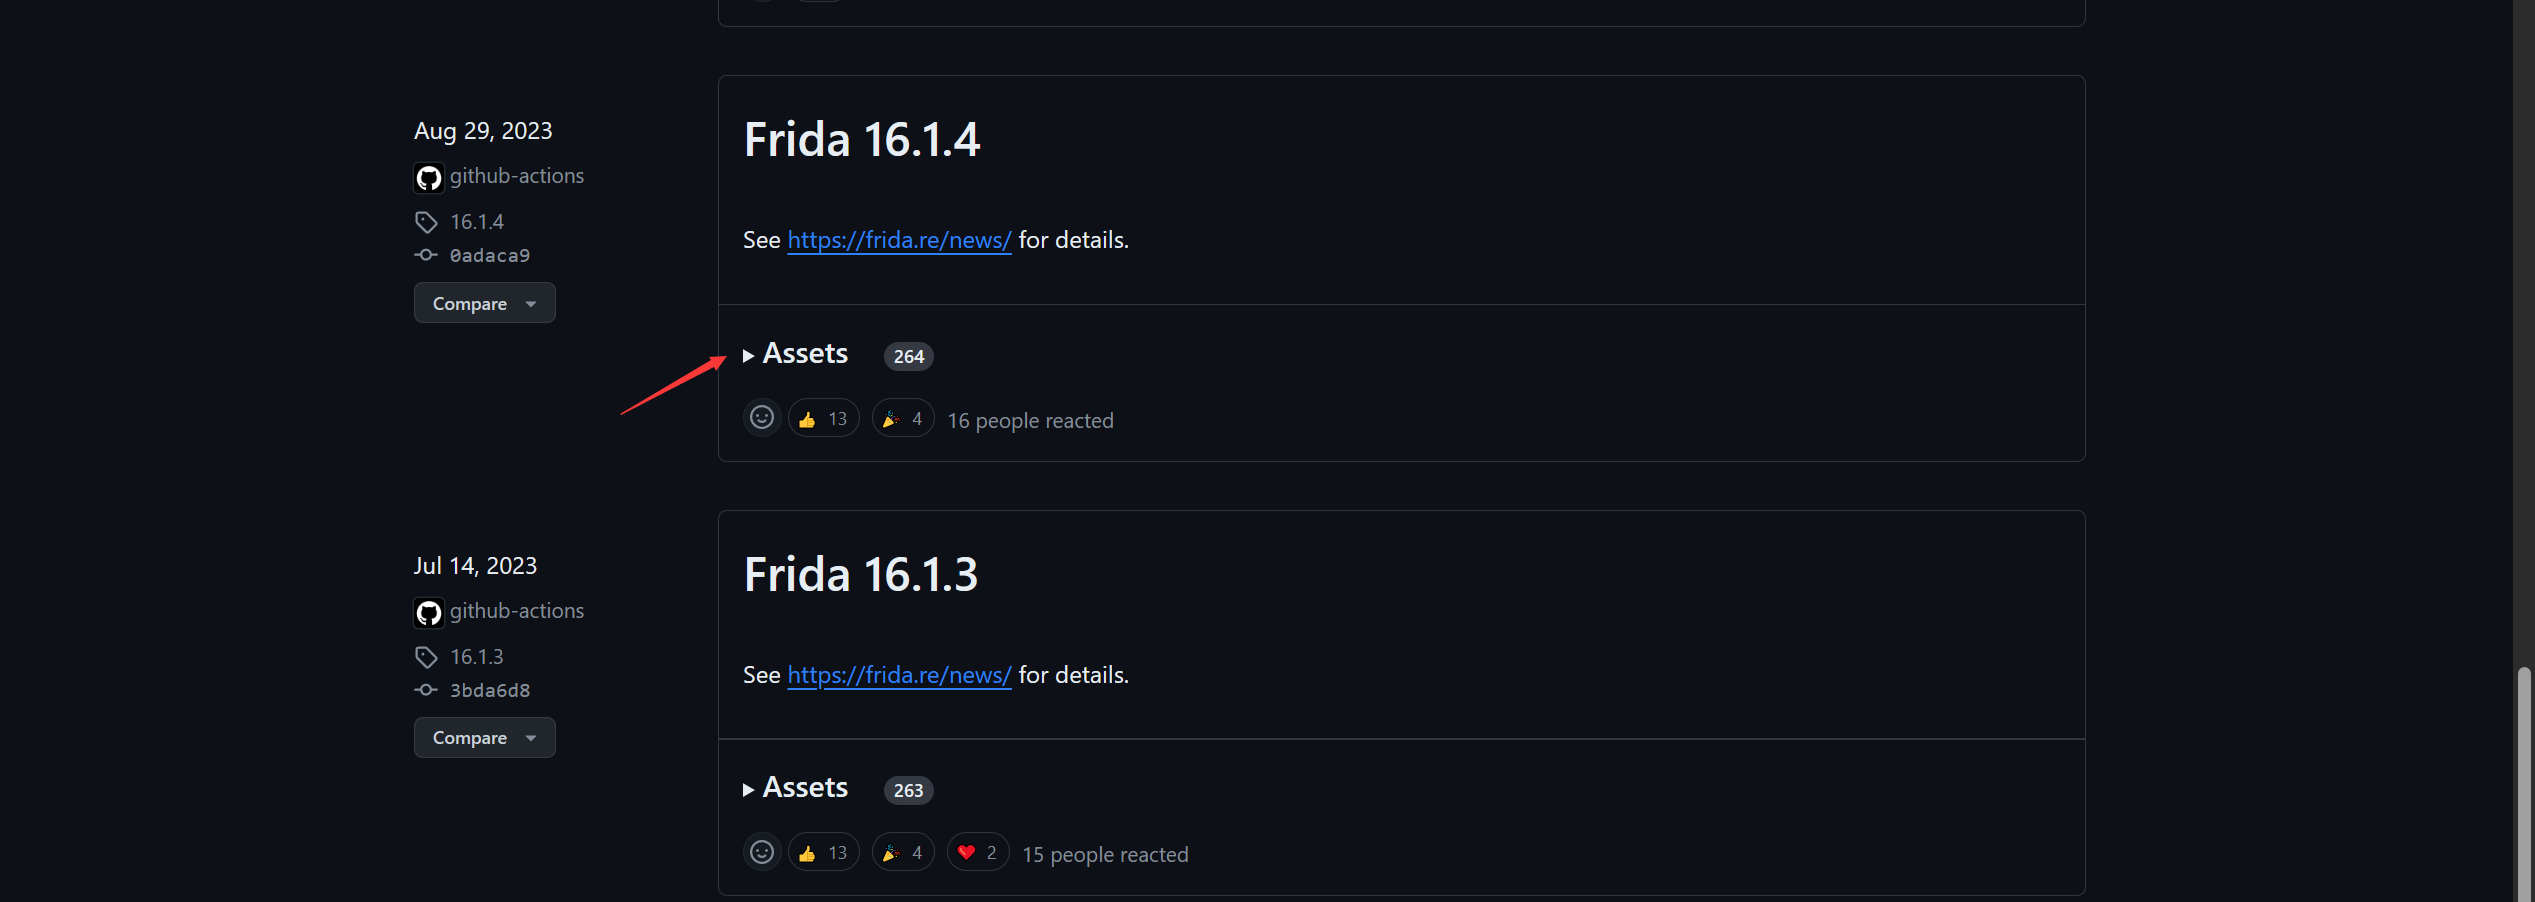 Aug 29, 2023
github-actions
16.1.4
0adaca9
Compare
Frida 16.1.4
See https://frida.re/news/ for details.
Assets 264
13 4 16 people reacted
Jul 14, 2023
github-actions
16.1.3
3bda6d8
Compare
Frida 16.1.3
See https://frida.re/news/ for details.
Assets 263
13 4 2 15 people reacted